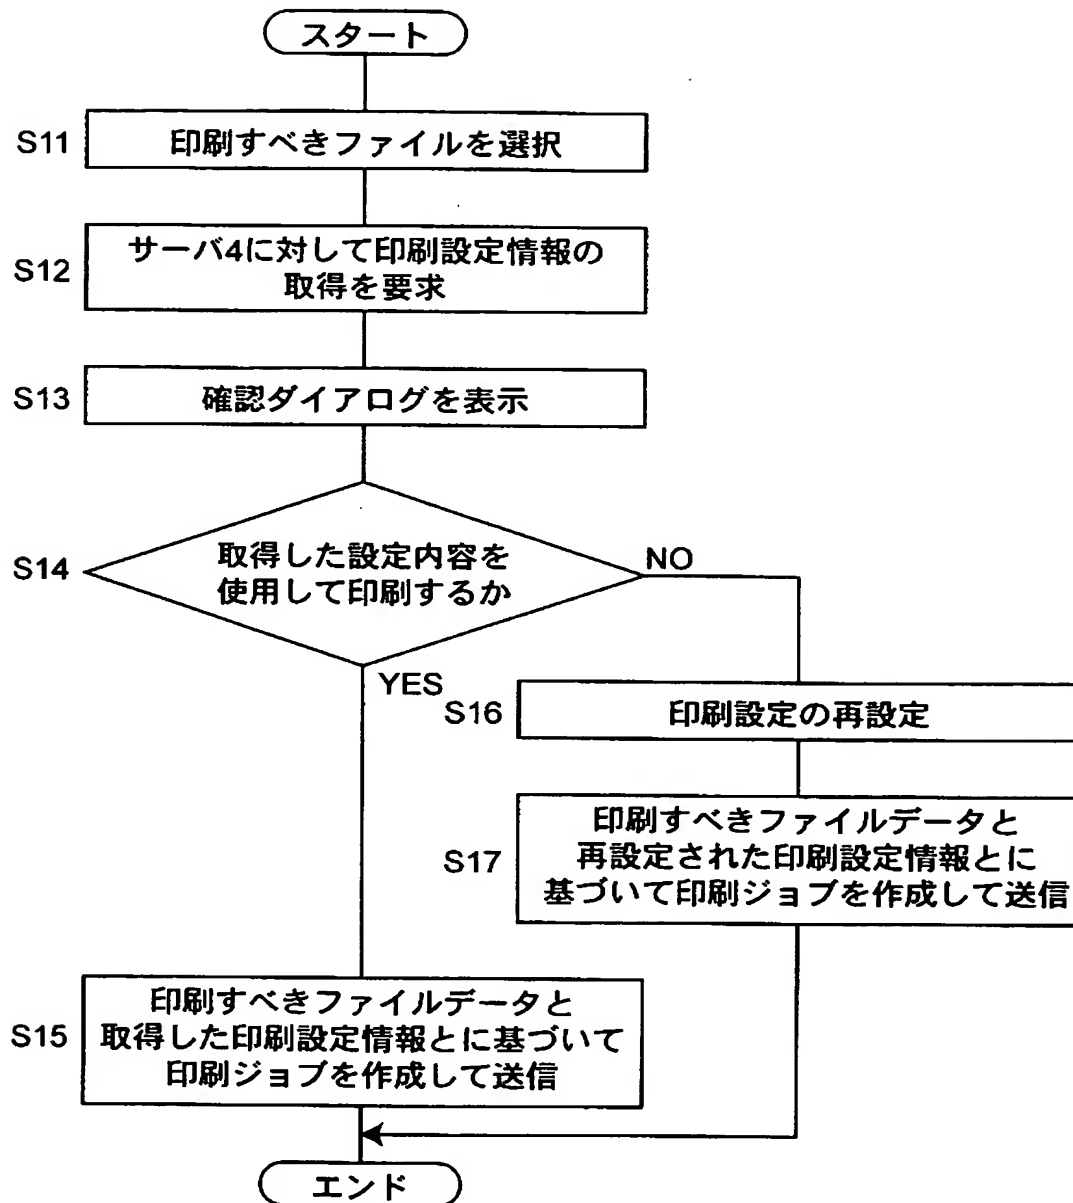 スタート
S11
印刷すべきファイルを選択
S12
サーバ4に対して印刷設定情報の
取得を要求
S13
確認ダイアログを表示
S14
取得した設定内容を
使用して印刷するか
NO
YES
S16
印刷設定の再設定
S17
印刷すべきファイルデータと
再設定された印刷設定情報とに
基づいて印刷ジョブを作成して送信
S15
印刷すべきファイルデータと
取得した印刷設定情報とに基づいて
印刷ジョブを作成して送信
エンド